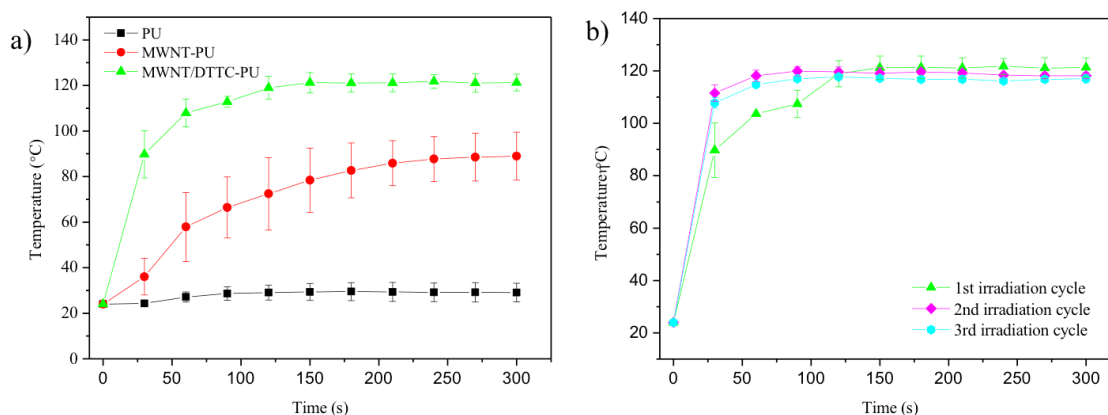 a)
PU
MWNT-PU
MWNT/DTTC-PU
140
120
100
80
60
40
20
0
Temperature (°C)
0 50 100 150 200 250 300
Time (s)
b)
140
120
100
80
60
40
20
Temperature(°C)
1st irradiation cycle
2nd irradiation cycle
3rd irradiation cycle
0 50 100 150 200 250 300
Time (s)